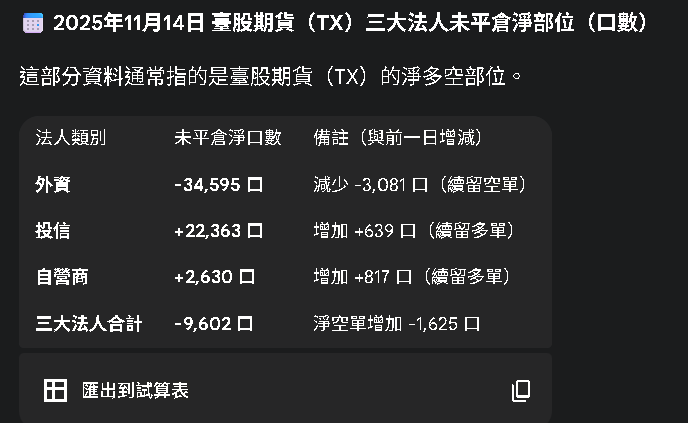 2025年11月14日 臺股期貨（TX）三大法人未平倉淨部位（口數）
這部分資料通常指的是臺股期貨（TX）的淨多空部位。
法人類別 未平倉淨口數 備註（與前一日增減）
外資 -34,595 口 減少 -3,081 口（續留空單）
投信 +22,363 口 增加 +639 口（續留多單）
自營商 +2,630 口 增加 +817 口（續留多單）
三大法人合計 -9,602 口 淨空單增加 -1,625 口
匯出到試算表